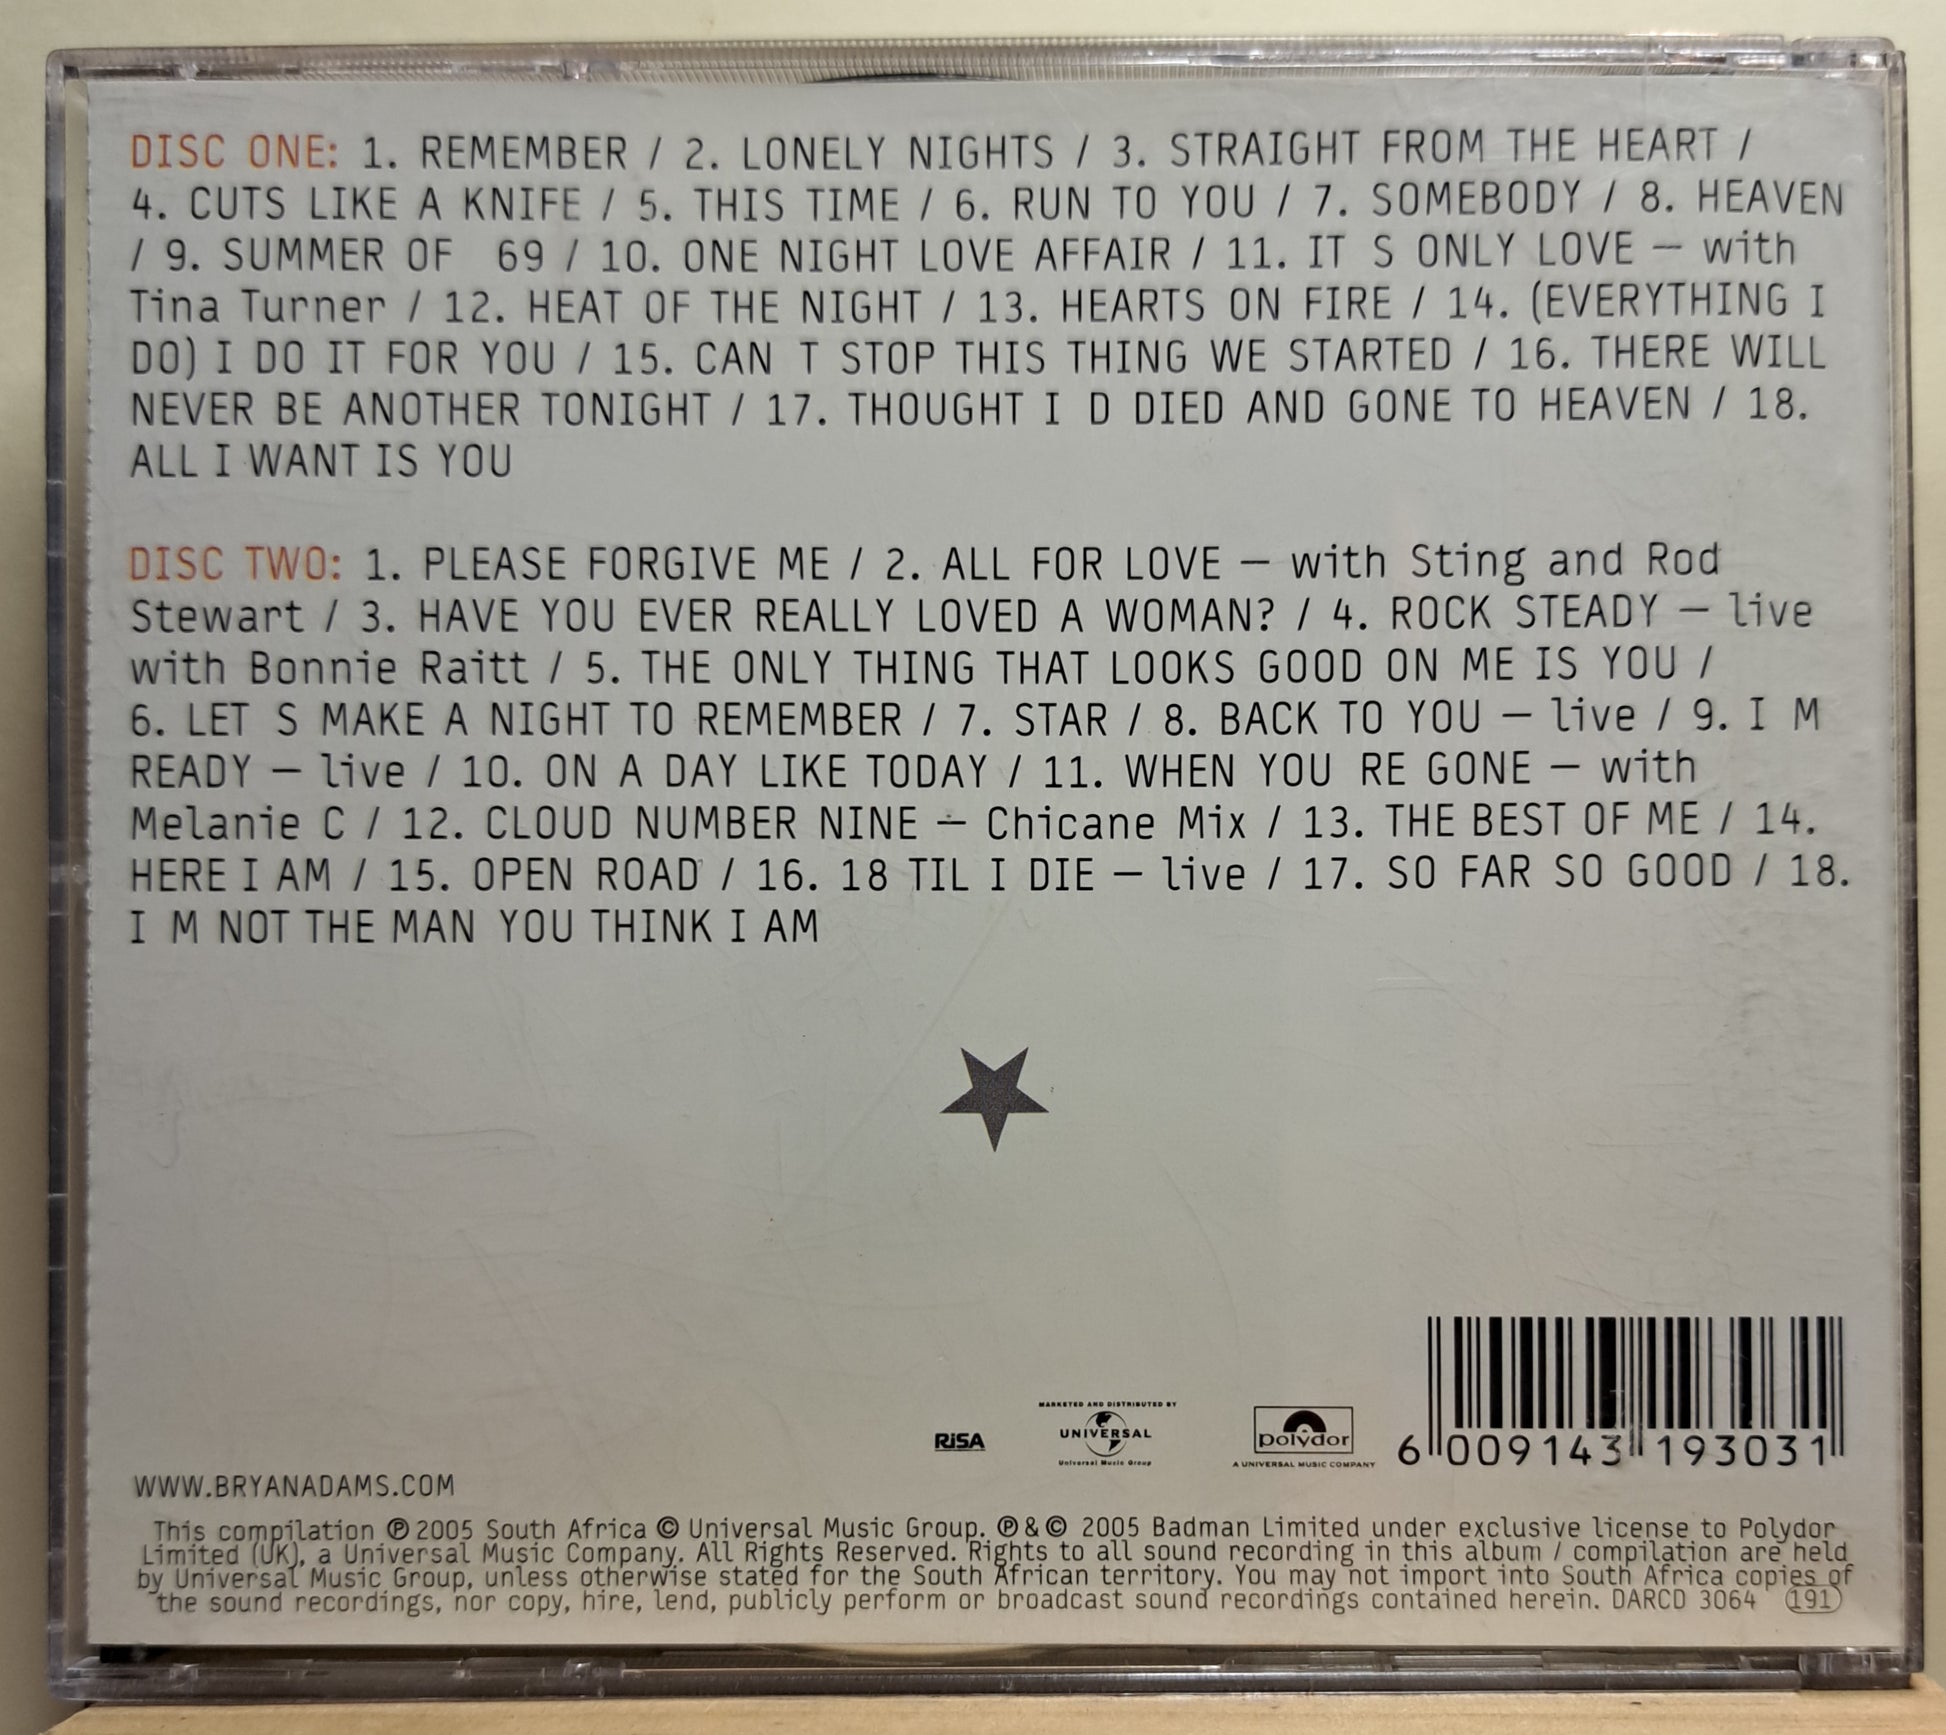 DISC ONE: 1. REMEMBER / 2. LONELY NIGHTS / 3. STRAIGHT FROM THE HEART /
4. CUTS LIKE A KNIFE / 5. THIS TIME / 6. RUN TO YOU / 7. SOMEBODY / 8. HEAVEN
/ 9. SUMMER OF  69 / 10. ONE NIGHT LOVE AFFAIR / 11. IT S ONLY LOVE – with
Tina Turner / 12. HEAT OF THE NIGHT / 13. HEARTS ON FIRE / 14. (EVERYTHING I
DO) I DO IT FOR YOU / 15. CAN T STOP THIS THING WE STARTED / 16. THERE WILL
NEVER BE ANOTHER TONIGHT / 17. THOUGHT I D DIED AND GONE TO HEAVEN / 18.
ALL I WANT IS YOU
DISC TWO: 1. PLEASE FORGIVE ME / 2. ALL FOR LOVE – with Sting and Rod
Stewart / 3. HAVE YOU EVER REALLY LOVED A WOMAN? / 4. ROCK STEADY – live
with Bonnie Raitt / 5. THE ONLY THING THAT LOOKS GOOD ON ME IS YOU /
6. LET S MAKE A NIGHT TO REMEMBER / 7. STAR / 8. BACK TO YOU – live / 9. I M
READY – live / 10. ON A DAY LIKE TODAY / 11. WHEN YOU RE GONE – with
Melanie C / 12. CLOUD NUMBER NINE – Chicane Mix / 13. THE BEST OF ME / 14.
HERE I AM / 15. OPEN ROAD / 16. 18 TIL I DIE – live / 17. SO FAR SO GOOD / 18.
I M NOT THE MAN YOU THINK I AM
RiSA
MARKETED AND DISTRIBUTED BY
UNIVERSAL
Universal Music Group
polydor
A UNIVERSAL MUSIC COMPANY
6 009143 193031
WWW.BRYANADAMS.COM
This compilation ℗ 2005 South Africa © Universal Music Group. ℗ & © 2005 Badman Limited under exclusive license to Polydor
Limited (UK), a Universal Music Company. All Rights Reserved. Rights to all sound recording in this album / compilation are held
by Universal Music Group, unless otherwise stated for the South African territory. You may not import into South Africa copies of
the sound recordings, nor copy, hire, lend, publicly perform or broadcast sound recordings contained herein. DARCD 3064 191